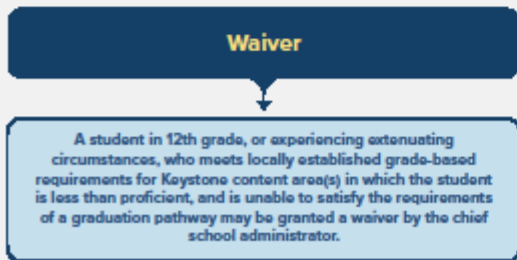 Waiver
A student in 12th grade, or experiencing extenuating
circumstances, who meets locally established grade-based
requirements for Keystone content area(s) in which the student
is less than proficient, and is unable to satisfy the requirements
of a graduation pathway may be granted a waiver by the chief
school administrator.